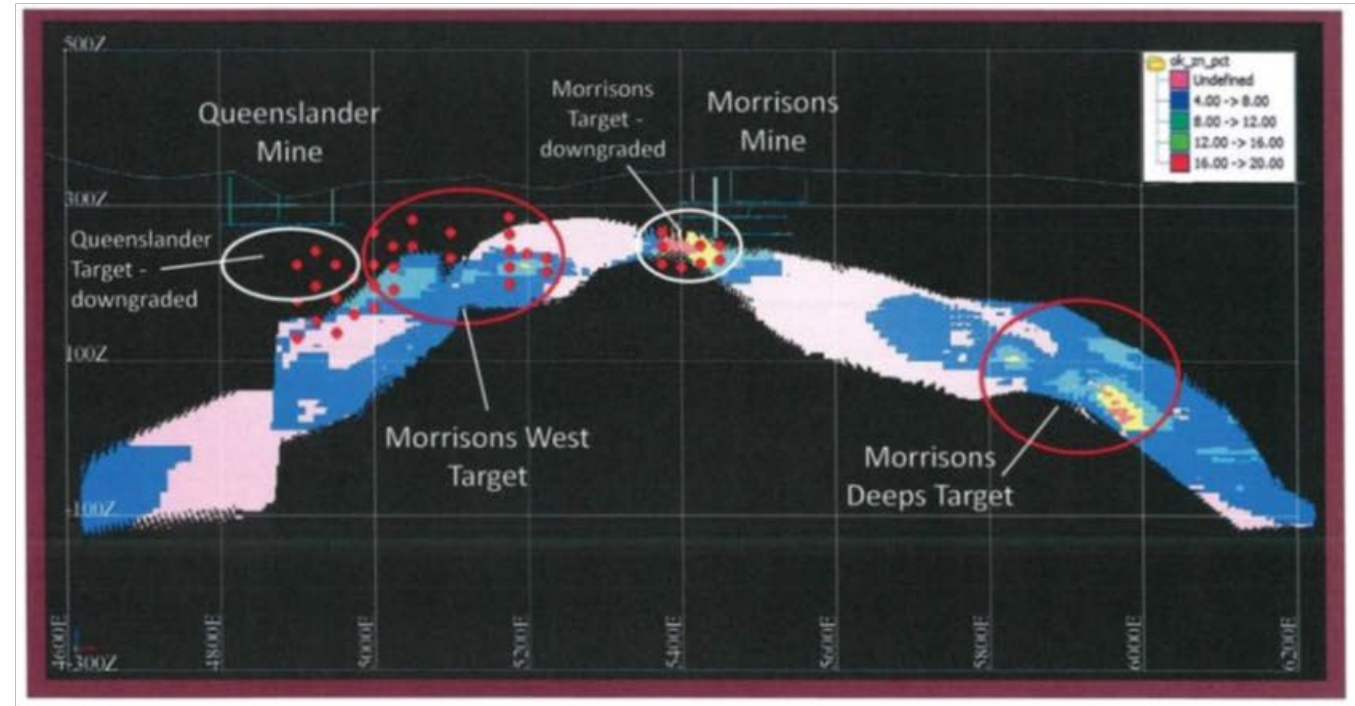 500Z
Queenslander
Mine
Morrisons
Target -
downgraded
Morrisons
Mine
ok_zn_pct
Undefined
4.00 -> 8.00
8.00 -> 12.00
12.00 -> 16.00
16.00 -> 20.00
300Z
Queenslander
Target -
downgraded
100Z
Morrisons West
Target
Morrisons
Deeps Target
-100Z
4600E
4800E
5000E
5200E
5400E
5600E
5800E
6000E
6200E
-300Z